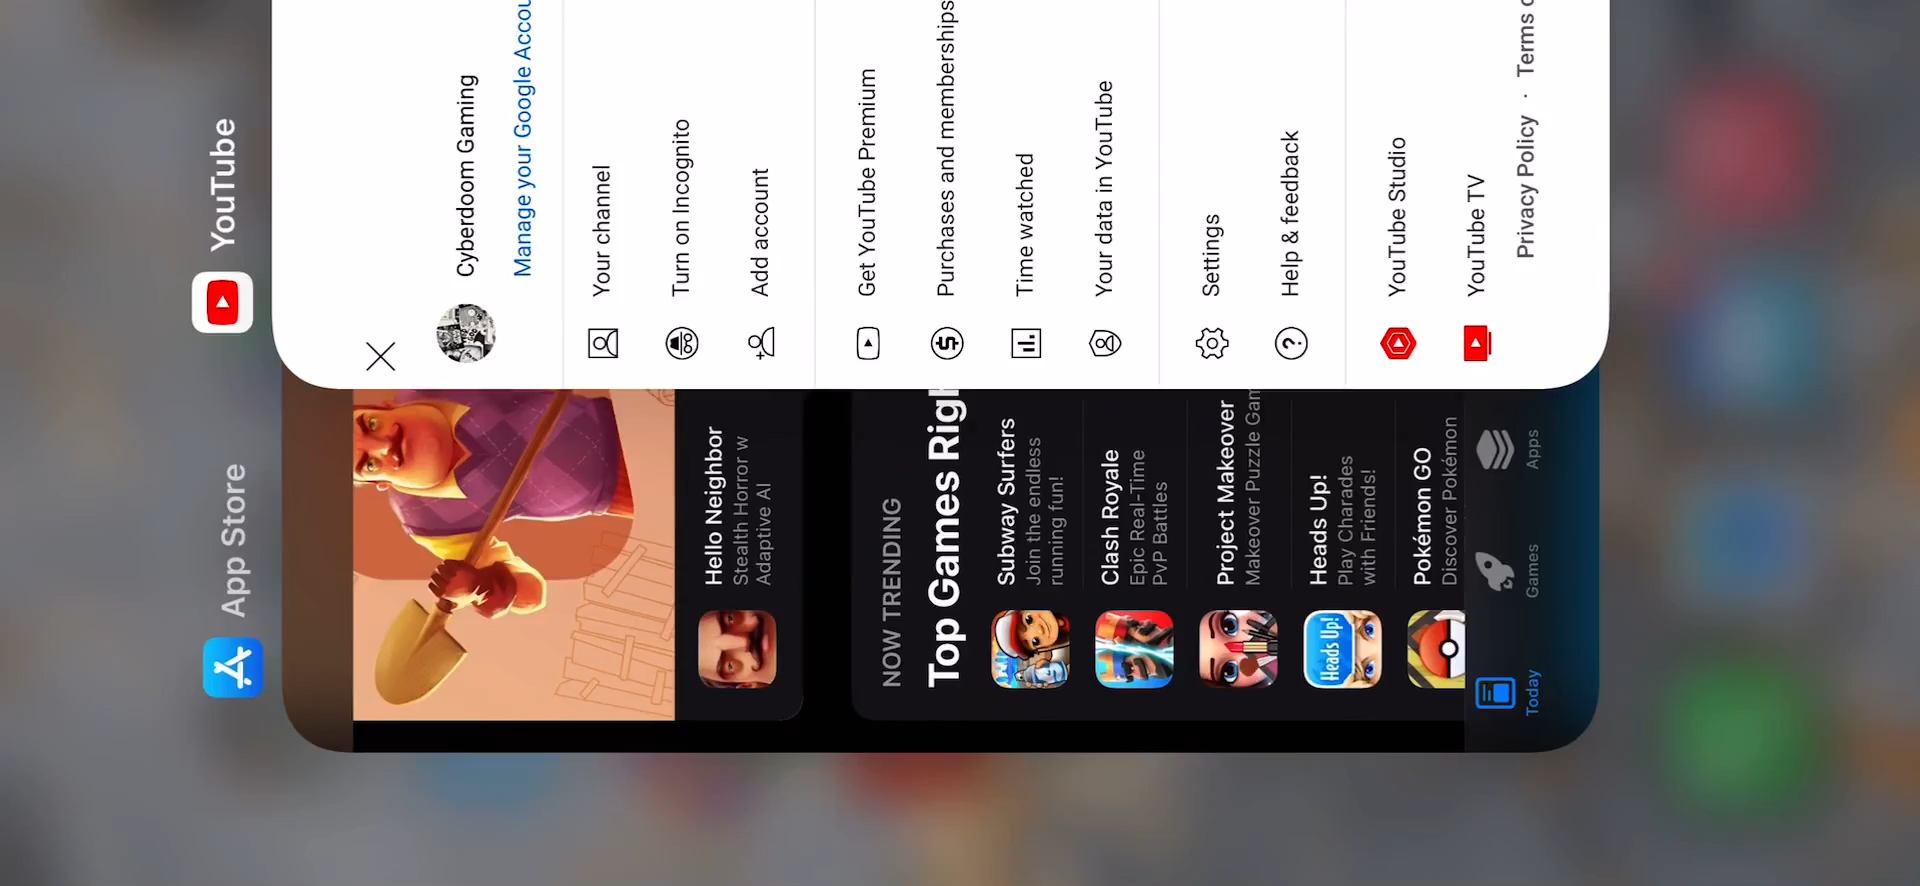 App Store
YouTube
Hello Neighbor
Stealth Horror w
Adaptive AI
NOW TRENDING
Top Games Righ
Subway Surfers
Join the endless
running fun!
Clash Royale
Epic Real-Time
PvP Battles
Project Makeover
Makeover Puzzle Gam
Heads Up!
Heads Up!
Play Charades
with Friends!
Pokémon GO
Discover Pokémon
Today
Games
Apps
Cyberdoom Gaming
Manage your Google Accou
Your channel
Turn on Incognito
Add account
Get YouTube Premium
Purchases and memberships
Time watched
Your data in YouTube
Settings
Help & feedback
YouTube Studio
YouTube TV
Privacy Policy · Terms o